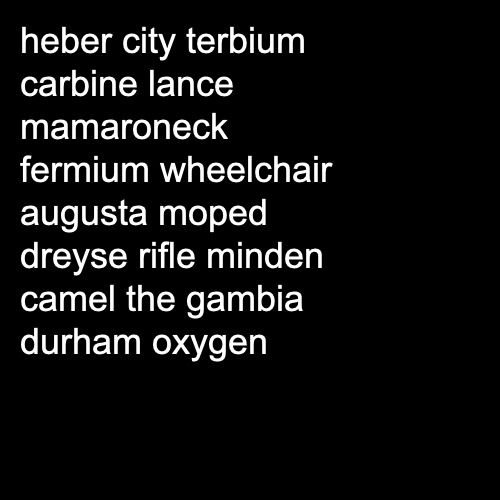 heber city terbium
carbine lance
mamaroneck
fermium wheelchair
augusta moped
dreyse rifle minden
camel the gambia
durham oxygen